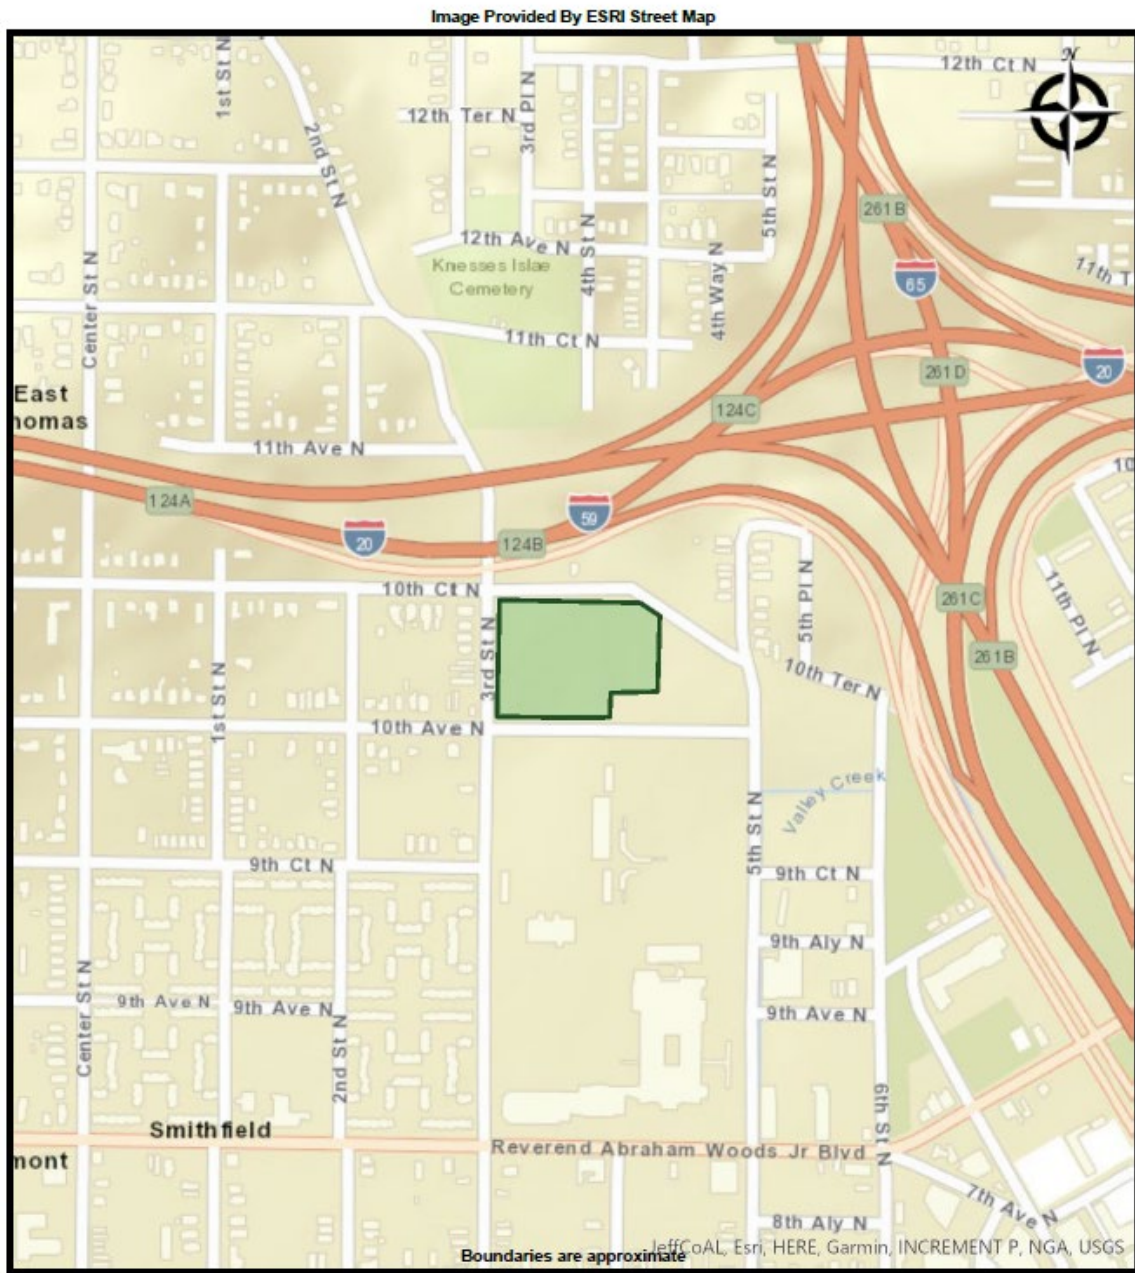 Image Provided By ESRI Street Map
12th Ct N
N
1st St N
2nd St N
3rd Pl N
12th Ter N
5th St N
261B
12th Ave N
4th St N
4th Way N
11th T
Knesses Islae
Cemetery
65
Center St N
11th Ct N
261D
20
East
homas
124C
11th Ave N
10
124A
59
20
124B
10th Ct N
5th Pl N
261C
11th Pl N
3rd St N
1st St N
261B
10th Ter N
10th Ave N
Valley Creek
5th St N
9th Ct N
9th Ct N
9th Aly N
Center St N
9th Ave N
9th Ave N
9th Ave N
2nd St N
6th St N
Smithfield
Reverend Abraham Woods Jr Blvd
mont
7th Ave N
8th Aly N
JeffCoAL, Esri, HERE, Garmin, INCREMENT P, NGA, USGS
Boundaries are approximate